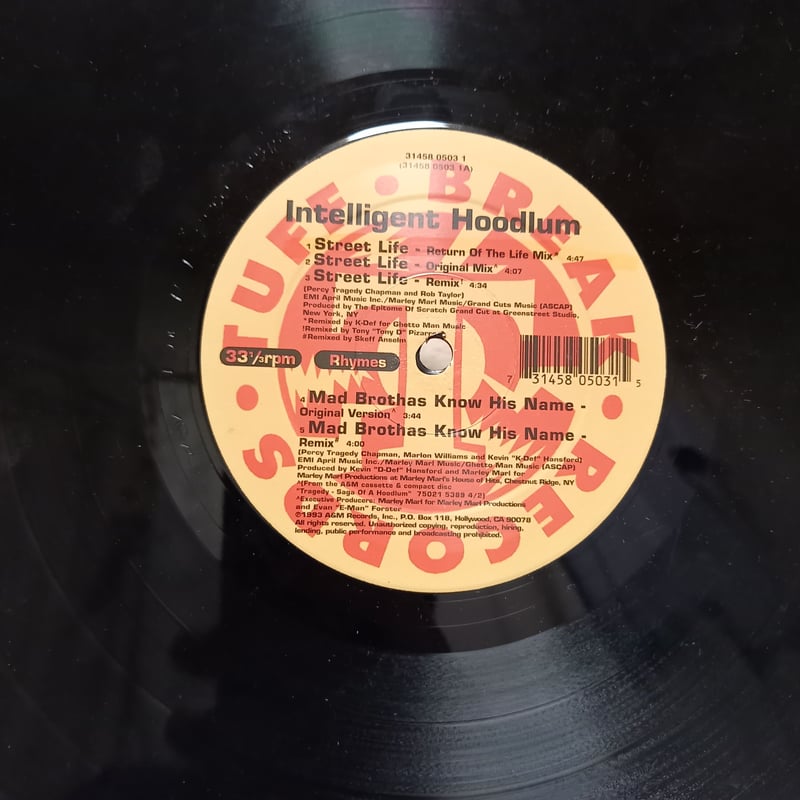 31458 0503 1
(31458 0503 1A)
TUFF • BREAK • RECORDS •
Intelligent Hoodlum
1 Street Life - Return Of The Life Mix* 4:47
2 Street Life - Original Mix^ 4:07
3 Street Life - Remix! 4:34
(Percy Tragedy Chapman and Rob Taylor)
EMI April Music Inc./Marley Marl Music/Grand Cuts Music (ASCAP)
Produced by The Epitome Of Scratch Grand Cut at Greenstreet Studio,
New York, NY
*Remixed by K-Def for Ghetto Man Music
!Remixed by Tony "Tony D" Pizarro
#Remixed by Skeff Anselm
33⅓rpm
Rhymes
7 31458 05031 5
4 Mad Brothas Know His Name -
Original Version^ 3:44
5 Mad Brothas Know His Name -
Remix# 4:00
(Percy Tragedy Chapman, Marlon Williams and Kevin "K-Def" Hansford)
EMI April Music Inc./Marley Marl Music/Ghetto Man Music (ASCAP)
Produced by Kevin "D-Def" Hansford and Marley Marl for
Marley Marl Productions at Marley Marl's House of Hits, Chestnut Ridge, NY
^(From the A&M cassette & compact disc
"Tragedy - Saga Of A Hoodlum" 75021 5389 4/2)
^Executive Producers: Marley Marl for Marley Marl Productions
and Evan "E-Man" Forster
℗1993 A&M Records, Inc., P.O. Box 118, Hollywood, CA 90078
All rights reserved. Unauthorized copying, reproduction, hiring,
lending, public performance and broadcasting prohibited.